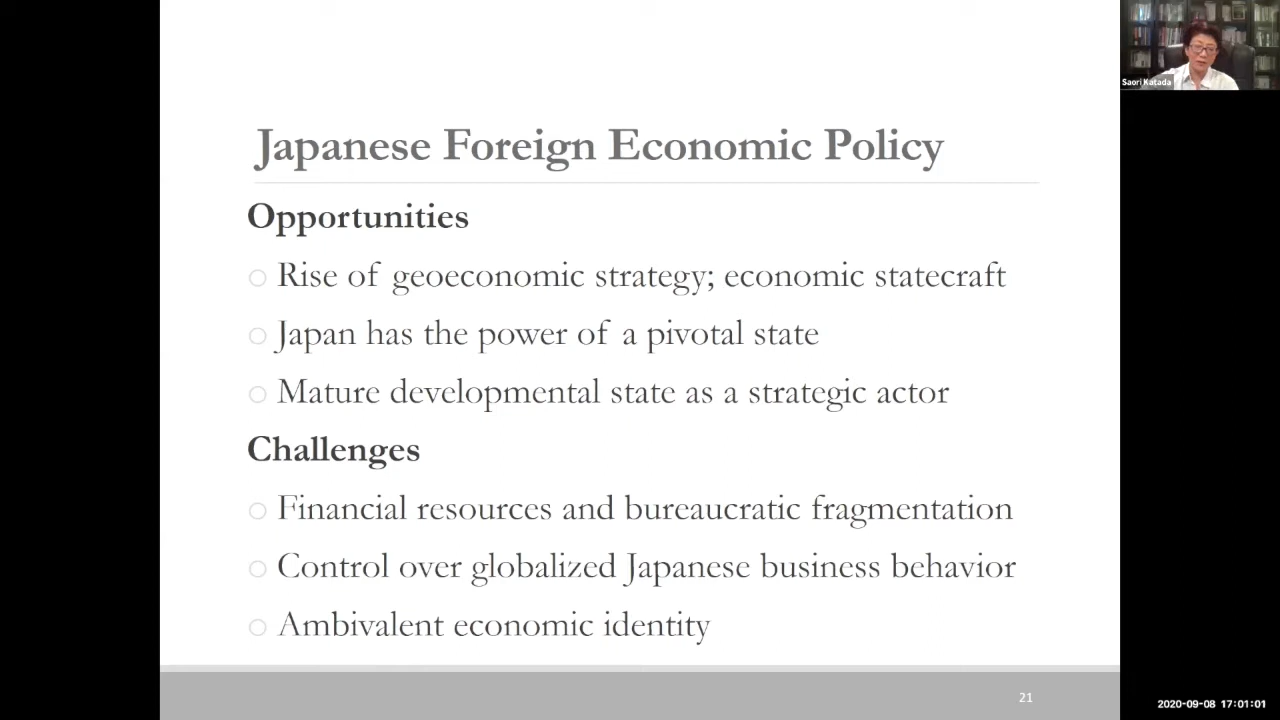 Saori Katada
Japanese Foreign Economic Policy
Opportunities
Rise of geoeconomic strategy; economic statecraft
Japan has the power of a pivotal state
Mature developmental state as a strategic actor
Challenges
Financial resources and bureaucratic fragmentation
Control over globalized Japanese business behavior
Ambivalent economic identity
21
2020-09-08 17:01:01